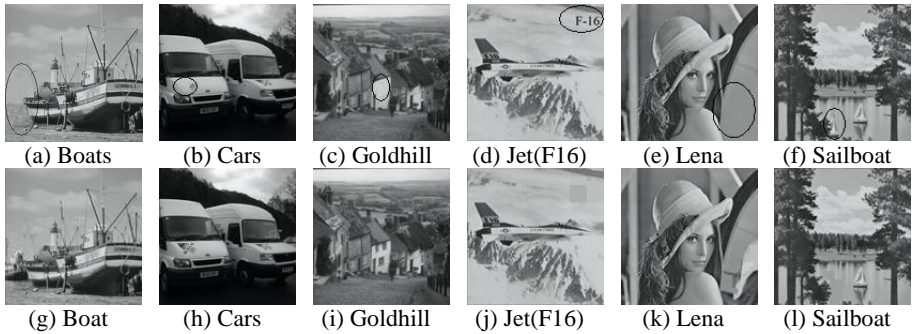 F-16
(a) Boats (b) Cars (c) Goldhill (d) Jet(F16) (e) Lena (f) Sailboat
(g) Boat (h) Cars (i) Goldhill (j) Jet(F16) (k) Lena (l) Sailboat